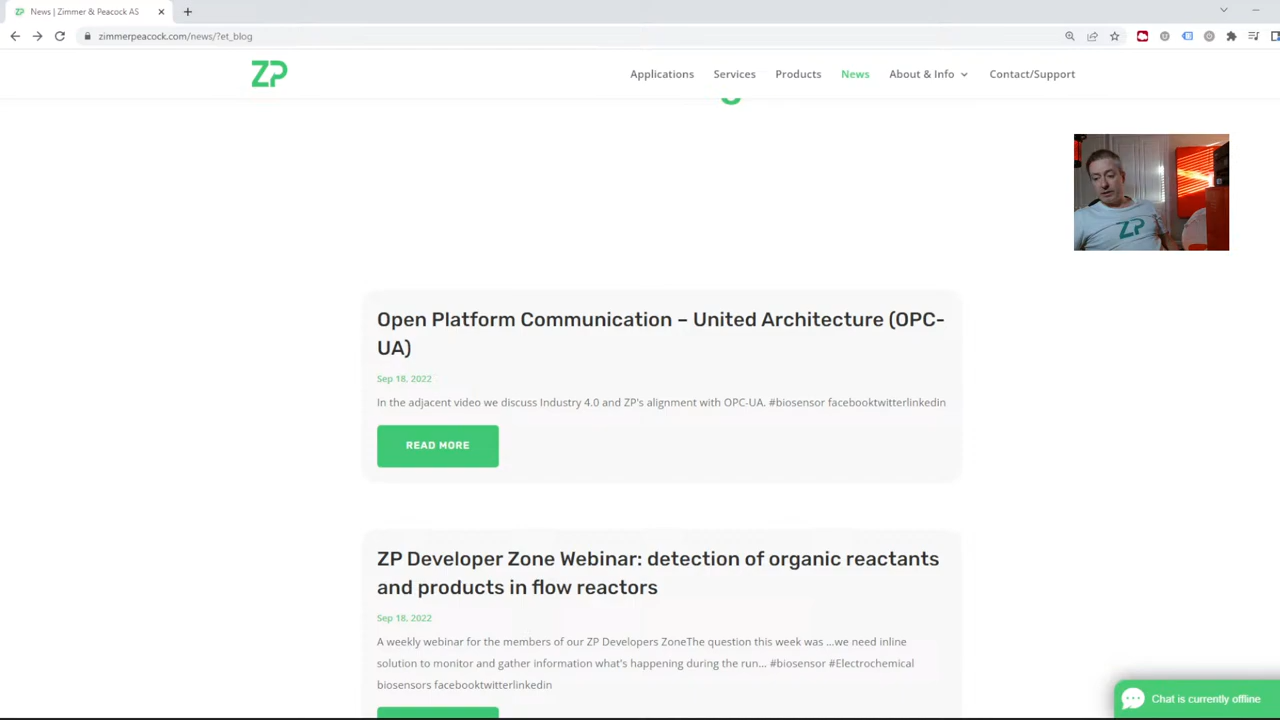 News | Zimmer & Peacock AS
zimmerpeacock.com/news/?et_blog
ZP
Applications
Services
Products
News
About & Info
Contact/Support
ZP
Open Platform Communication – United Architecture (OPC-
UA)
Sep 18, 2022
In the adjacent video we discuss Industry 4.0 and ZP's alignment with OPC-UA. #biosensor facebooktwitterlinkedin
READ MORE
ZP Developer Zone Webinar: detection of organic reactants
and products in flow reactors
Sep 18, 2022
A weekly webinar for the members of our ZP Developers ZoneThe question this week was ...we need inline
solution to monitor and gather information what's happening during the run... #biosensor #Electrochemical
biosensors facebooktwitterlinkedin
Chat is currently offline